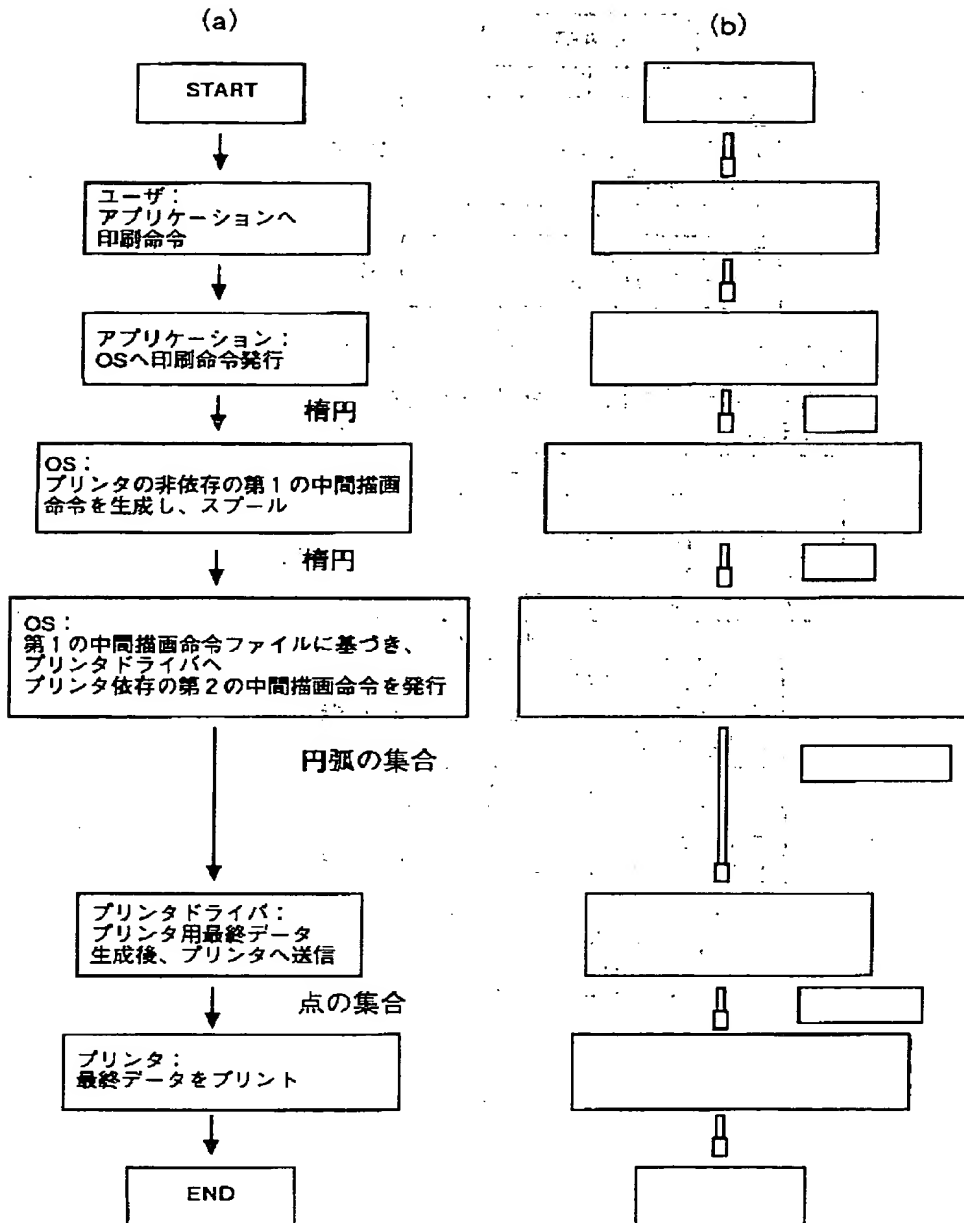 (a)
(b)
START
ユーザ：
アプリケーションへ
印刷命令
アプリケーション：
OSへ印刷命令発行
楕円
OS：
プリンタの非依存の第１の中間描画
命令を生成し、スプール
楕円
OS：
第１の中間描画命令ファイルに基づき、
プリンタドライバへ
プリンタ依存の第２の中間描画命令を発行
円弧の集合
プリンタドライバ：
プリンタ用最終データ
生成後、プリンタへ送信
点の集合
プリンタ：
最終データをプリント
END